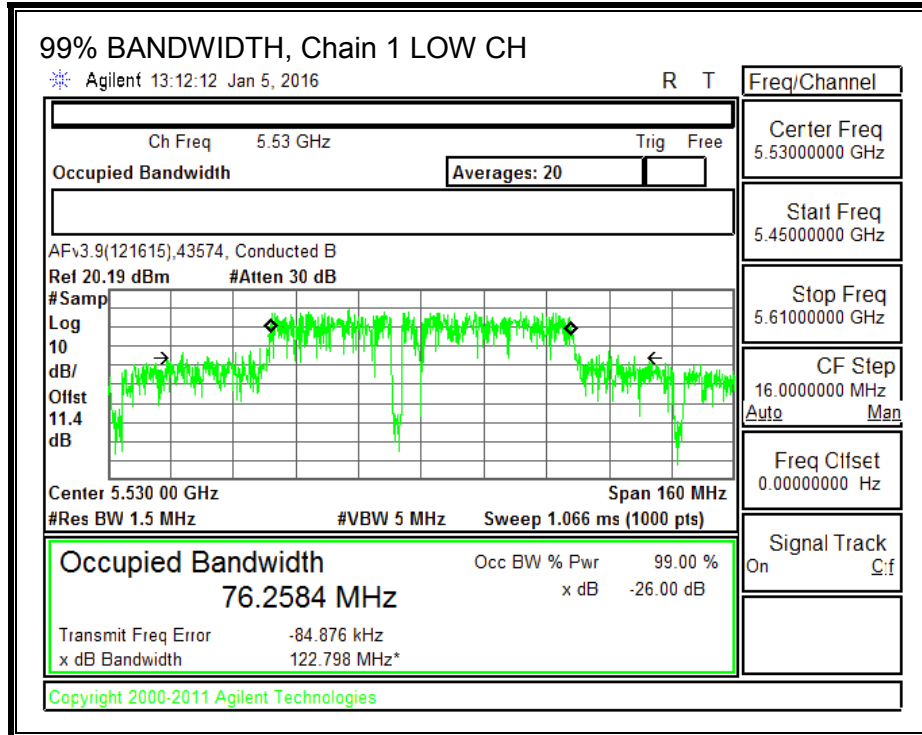 99% BANDWIDTH, Chain 1 LOW CH
Agilent 13:12:12 Jan 5, 2016 R T
Ch Freq 5.53 GHz Trig Free
Occupied Bandwidth Averages: 20
AFv3.9(121615),43574, Conducted B
Ref 20.19 dBm #Atten 30 dB
#Samp
Log
10
dB/
Offst
11.4
dB
Center 5.530 00 GHz Span 160 MHz
#Res BW 1.5 MHz #VBW 5 MHz Sweep 1.066 ms (1000 pts)
Occupied Bandwidth Occ BW % Pwr 99.00 %
76.2584 MHz x dB -26.00 dB
Transmit Freq Error -84.876 kHz
x dB Bandwidth 122.798 MHz*
Copyright 2000-2011 Agilent Technologies
Freq/Channel
Center Freq
5.53000000 GHz
Start Freq
5.45000000 GHz
Stop Freq
5.61000000 GHz
CF Step
16.0000000 MHz
Auto Man
Freq Offset
0.00000000 Hz
Signal Track
On Off